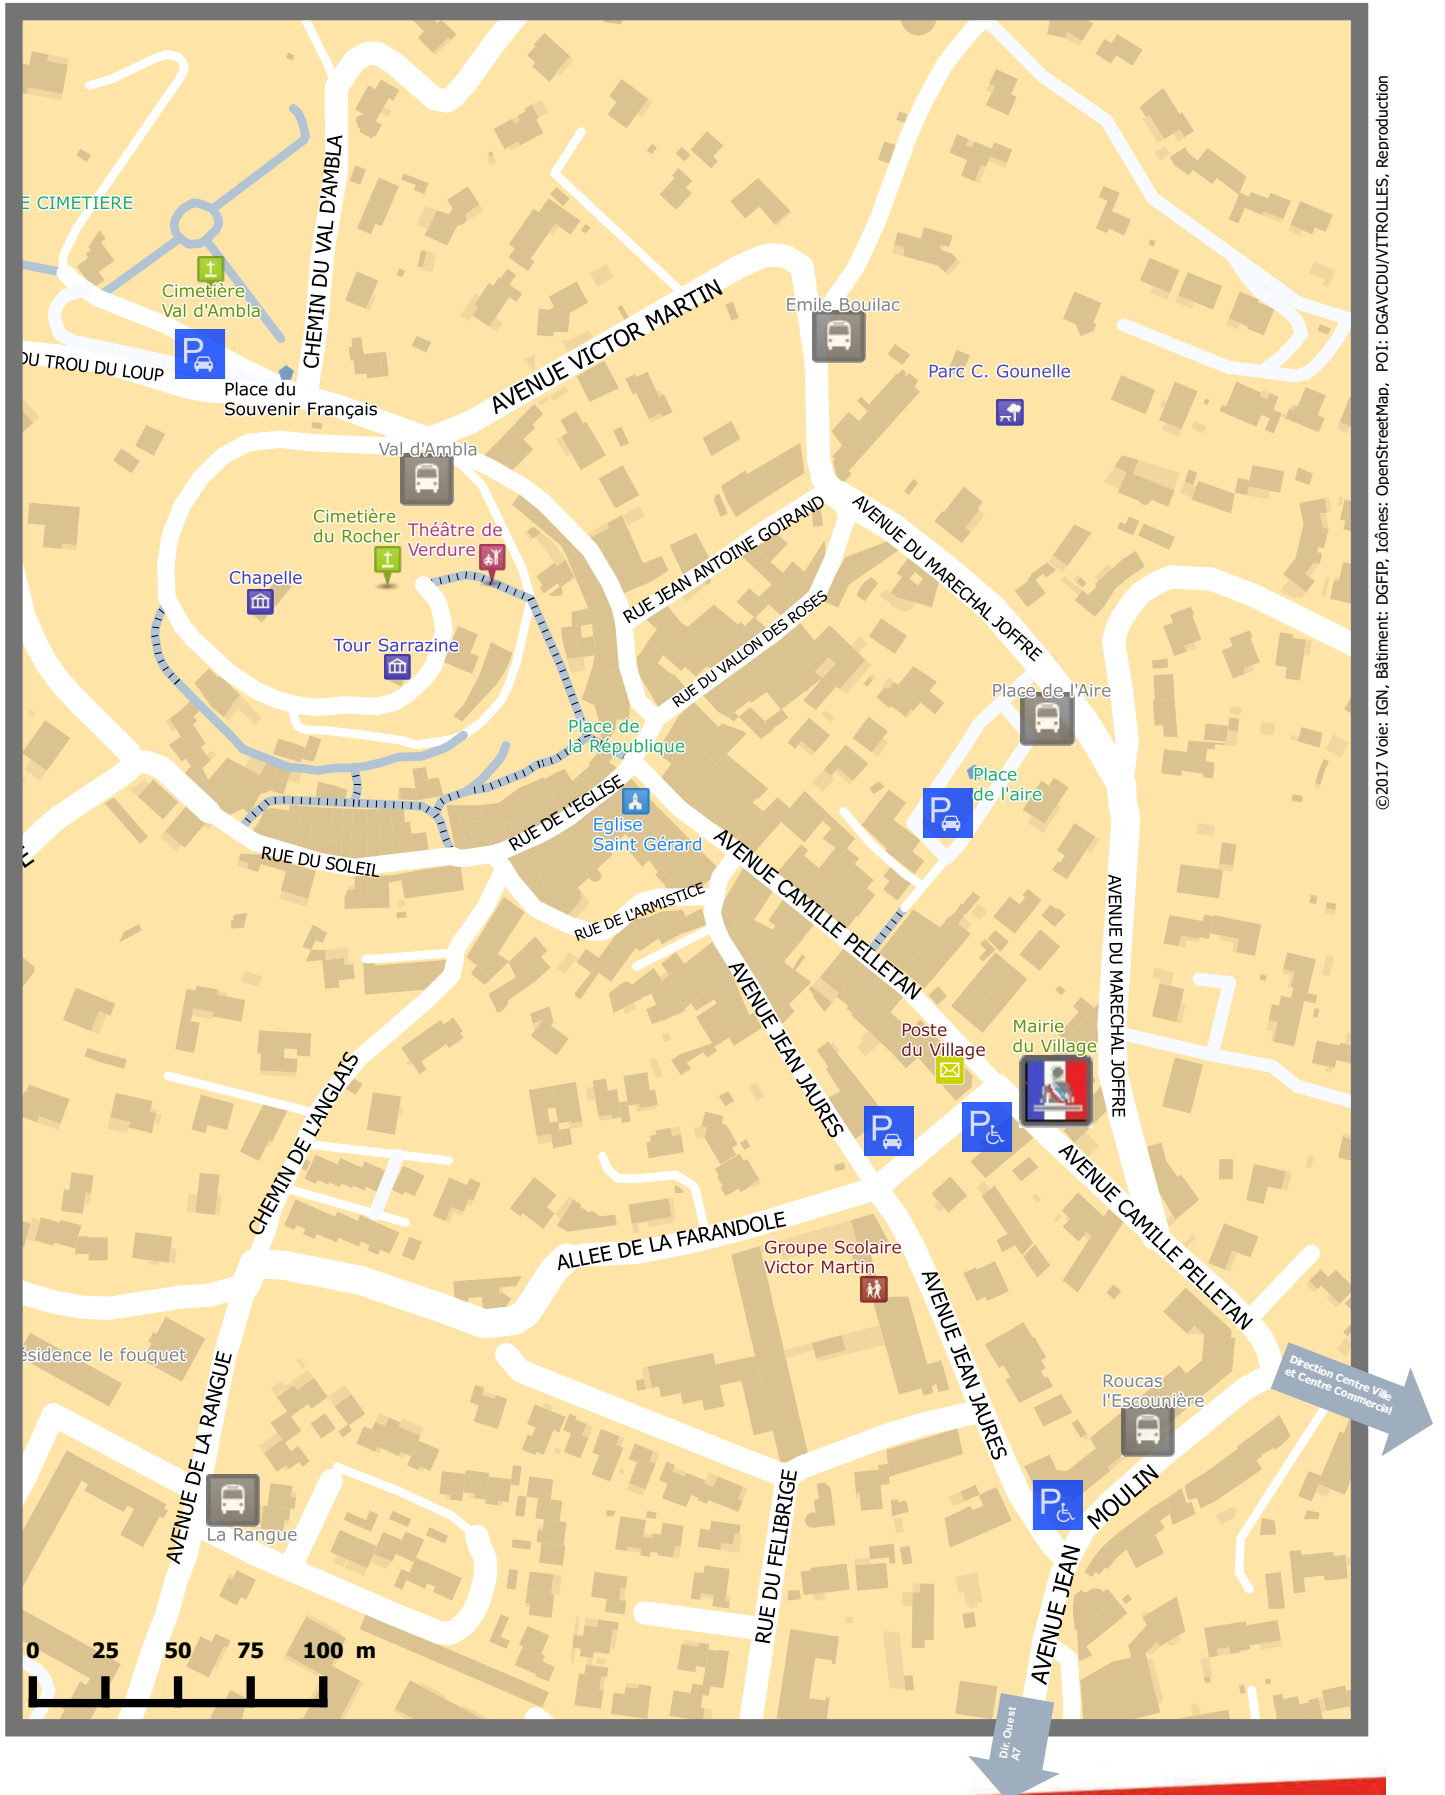 E CIMETIERE
CHEMIN DU VAL D'AMBLA
Cimetière
Val d'Ambla
P
DU TROU DU LOUP
Place du
Souvenir Français
AVENUE VICTOR MARTIN
Emile Bouilac
Parc C. Gounelle
Val d'Ambla
Cimetière
du Rocher
Théâtre de
Verdure
Chapelle
Tour Sarrazine
RUE JEAN ANTOINE GOIRAND
AVENUE DU MARECHAL JOFFRE
RUE DU VALLON DES ROSES
Place de l'Aire
Place de
la République
Place
de l'aire
P
RUE DE L'EGLISE
Eglise
Saint Gérard
RUE DU SOLEIL
AVENUE CAMILLE PELLETAN
RUE DE L'ARMISTICE
AVENUE DU MARECHAL JOFFRE
AVENUE JEAN JAURES
Poste
du Village
Mairie
du Village
P
P
CHEMIN DE L'ANGLAIS
AVENUE CAMILLE PELLETAN
ALLEE DE LA FARANDOLE
Groupe Scolaire
Victor Martin
AVENUE JEAN JAURES
ésidence le fouquet
AVENUE DE LA RANGUE
Direction Centre Ville
et Centre Commercial
Roucas
l'Escounière
La Rangue
P
MOULIN
RUE DU FELIBRIGE
AVENUE JEAN
0 25 50 75 100 m
Dir. Ouest
A7
©2017 Voie: IGN, Bâtiment: DGFIP, Icônes: OpenStreetMap, POI: DGAVCDU/VITROLLES, Reproduction